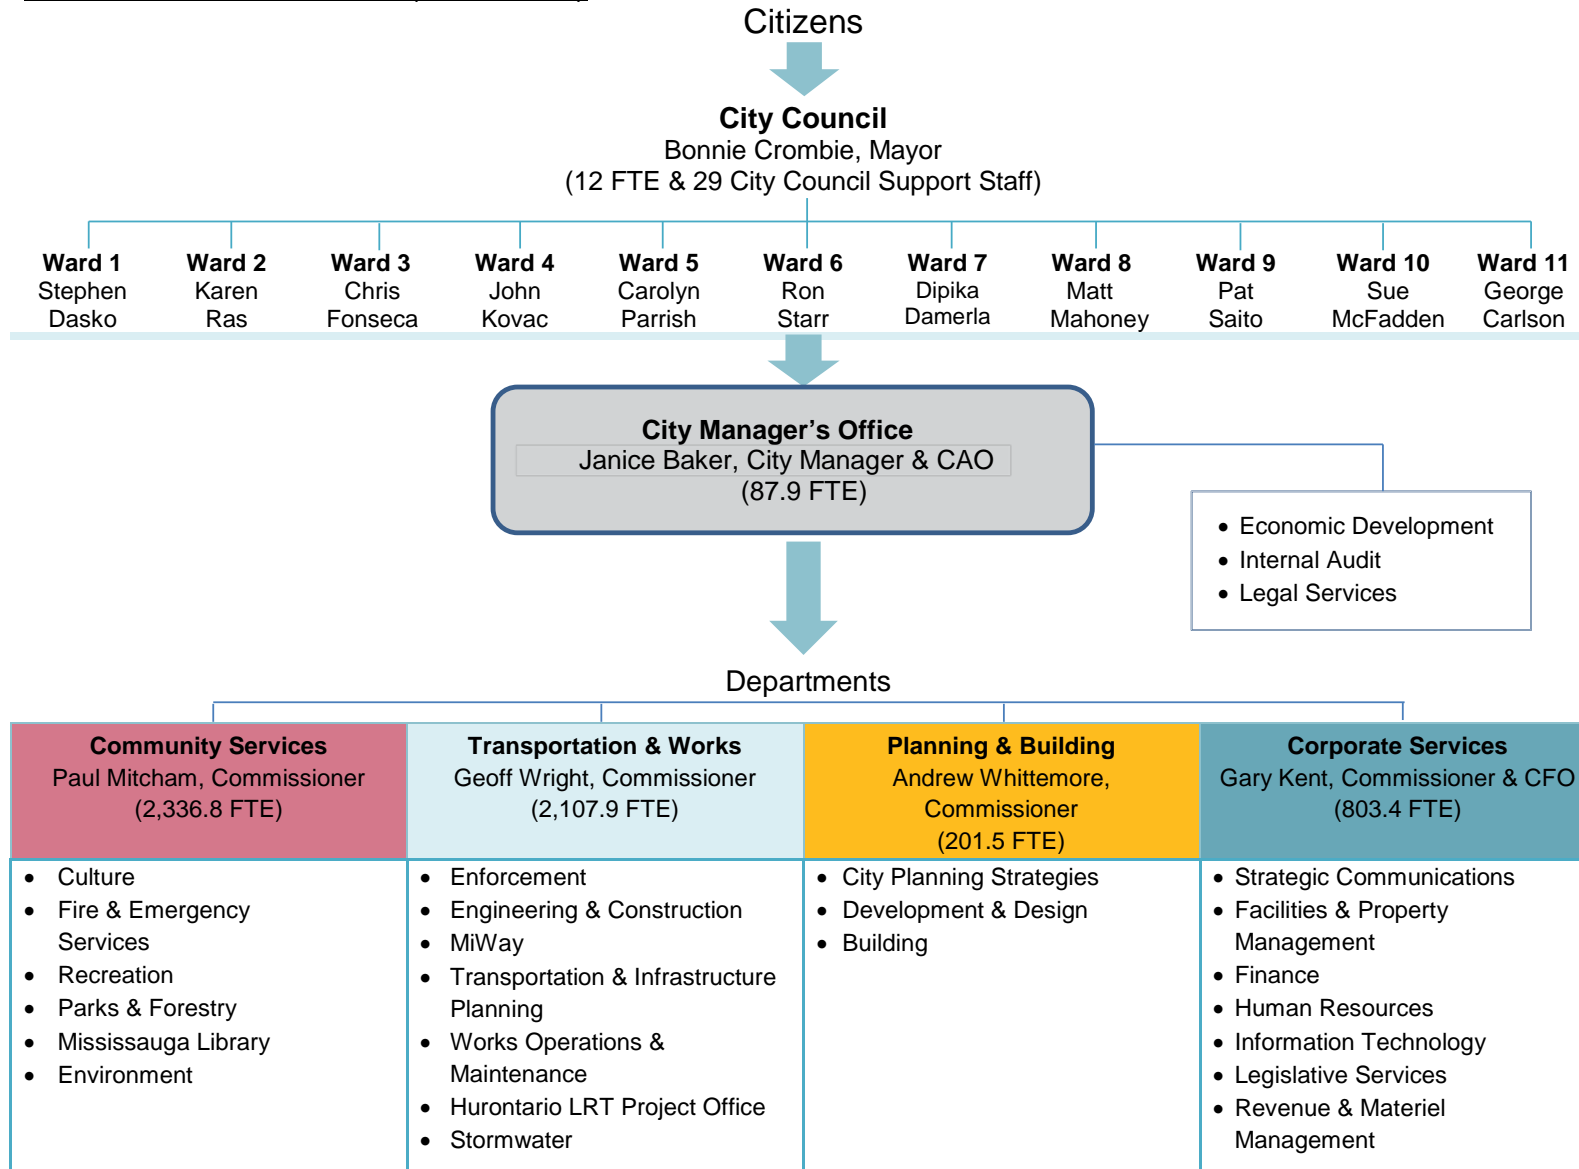 Citizens
City Council
Bonnie Crombie, Mayor
(12 FTE & 29 City Council Support Staff)
Ward 1
Stephen
Dasko
Ward 2
Karen
Ras
Ward 3
Chris
Fonseca
Ward 4
John
Kovac
Ward 5
Carolyn
Parrish
Ward 6
Ron
Starr
Ward 7
Dipika
Damerla
Ward 8
Matt
Mahoney
Ward 9
Pat
Saito
Ward 10
Sue
McFadden
Ward 11
George
Carlson
City Manager's Office
Janice Baker, City Manager & CAO
(87.9 FTE)
• Economic Development
• Internal Audit
• Legal Services
Departments
Community Services
Paul Mitcham, Commissioner
(2,336.8 FTE)
• Culture
• Fire & Emergency
Services
• Recreation
• Parks & Forestry
• Mississauga Library
• Environment
Transportation & Works
Geoff Wright, Commissioner
(2,107.9 FTE)
• Enforcement
• Engineering & Construction
• MiWay
• Transportation & Infrastructure
Planning
• Works Operations &
Maintenance
• Hurontario LRT Project Office
• Stormwater
Planning & Building
Andrew Whittemore,
Commissioner
(201.5 FTE)
• City Planning Strategies
• Development & Design
• Building
Corporate Services
Gary Kent, Commissioner & CFO
(803.4 FTE)
• Strategic Communications
• Facilities & Property
Management
• Finance
• Human Resources
• Information Technology
• Legislative Services
• Revenue & Materiel
Management